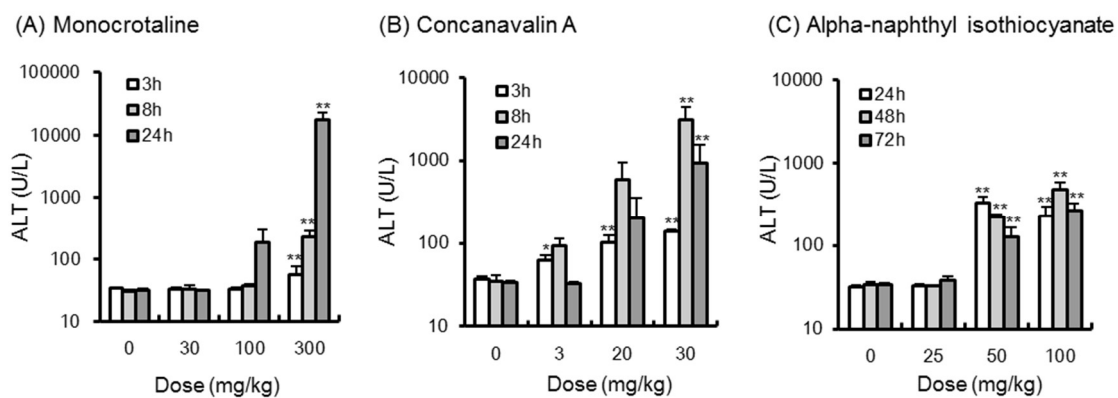 (A) Monocrotaline
100000
10000
1000
100
10
ALT (U/L)
3h
8h
24h
**
**
**
0 30 100 300
Dose (mg/kg)
(B) Concanavalin A
10000
1000
100
10
ALT (U/L)
3h
8h
24h
*
**
**
**
**
0 3 20 30
Dose (mg/kg)
(C) Alpha-naphthyl isothiocyanate
10000
1000
100
10
ALT (U/L)
24h
48h
72h
**
**
**
**
**
**
0 25 50 100
Dose (mg/kg)